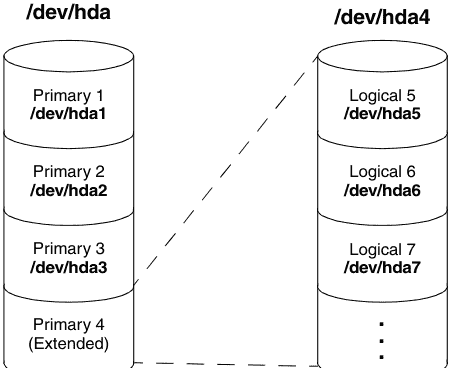 /dev/hda
Primary 1
/dev/hda1
Primary 2
/dev/hda2
Primary 3
/dev/hda3
Primary 4
(Extended)
/dev/hda4
Logical 5
/dev/hda5
Logical 6
/dev/hda6
Logical 7
/dev/hda7